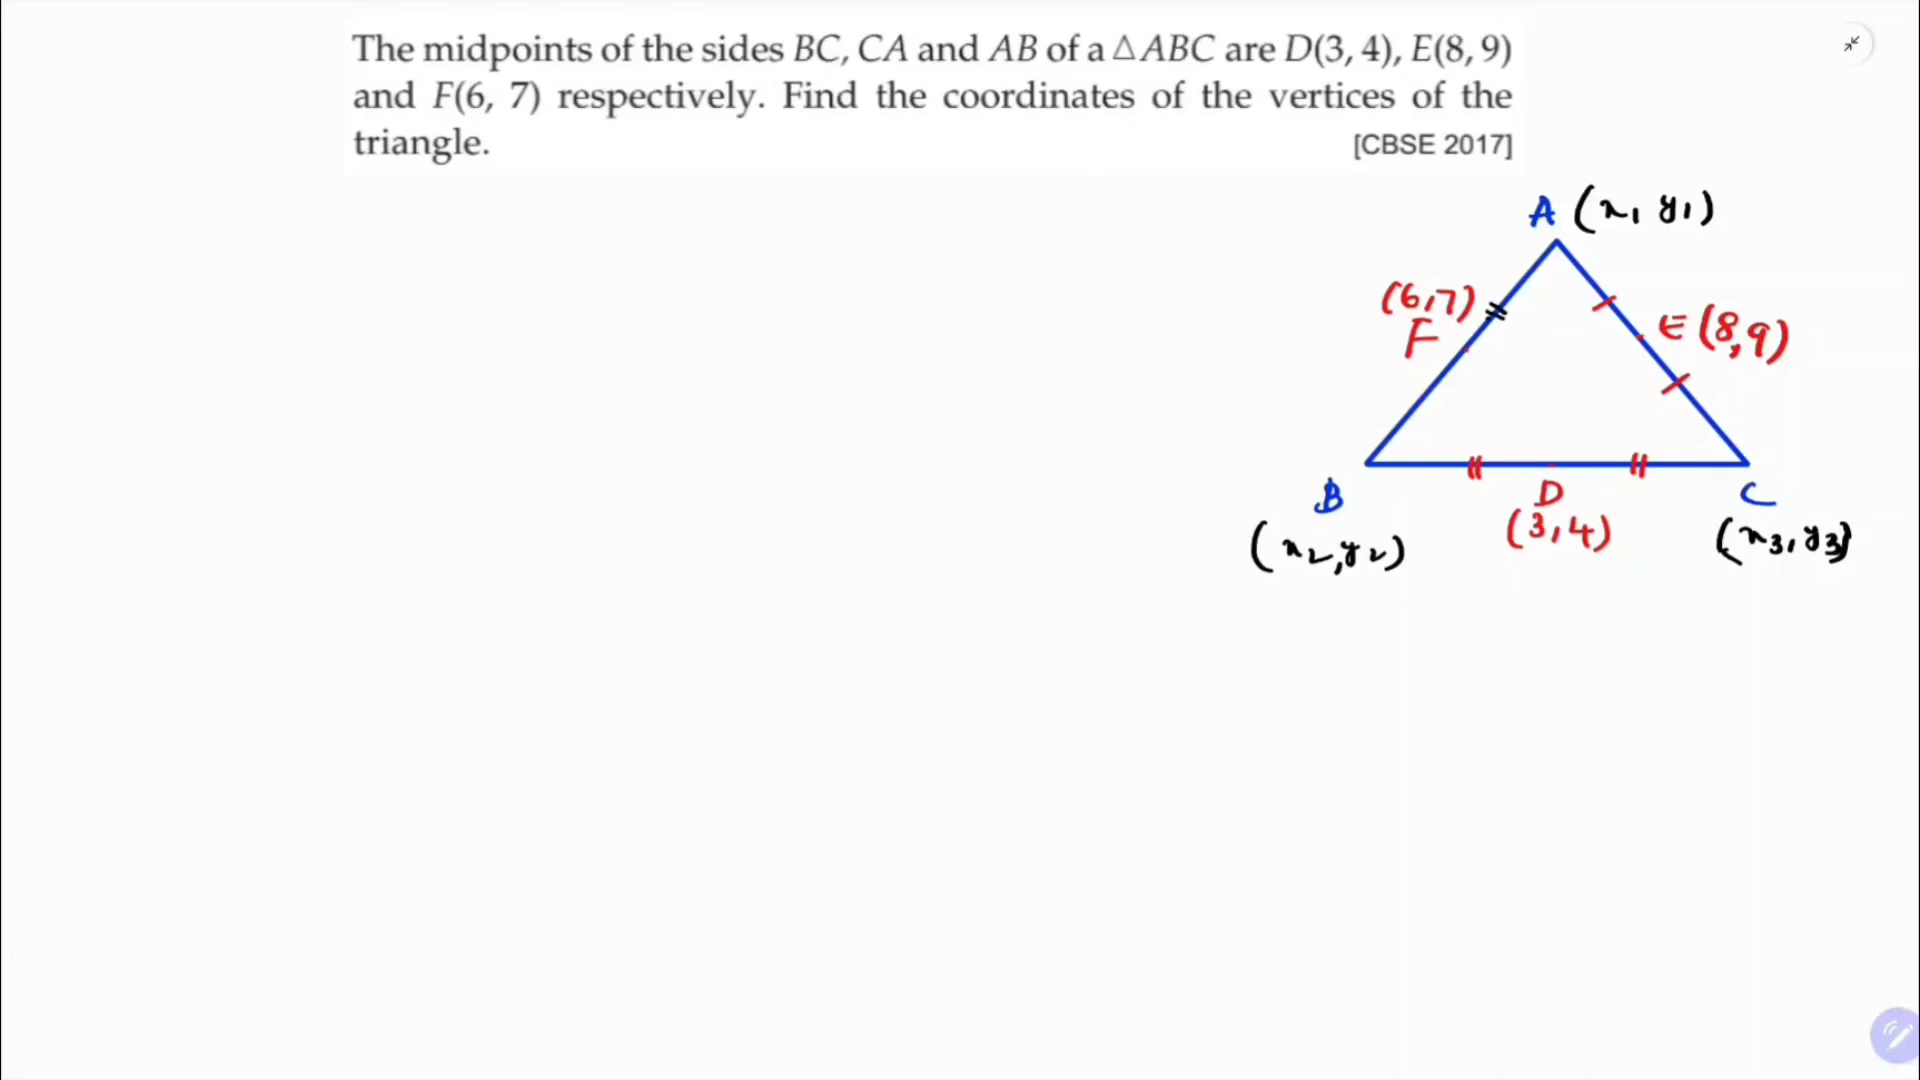 The midpoints of the sides BC, CA and AB of a △ABC are D(3, 4), E(8, 9)
and F(6, 7) respectively. Find the coordinates of the vertices of the
triangle. [CBSE 2017]
A (x₁ y₁)
(6,7)
F
E (8,9)
B
D
C
(x₂,y₂)
(3,4)
(x₃,y₃)